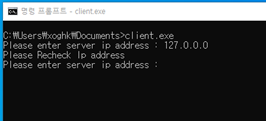 명령 프롬프트 - client.exe
C:\Users\xoghk\Documents>client.exe
Please enter server ip address : 127.0.0.0
Please Recheck Ip address
Please enter server ip address :